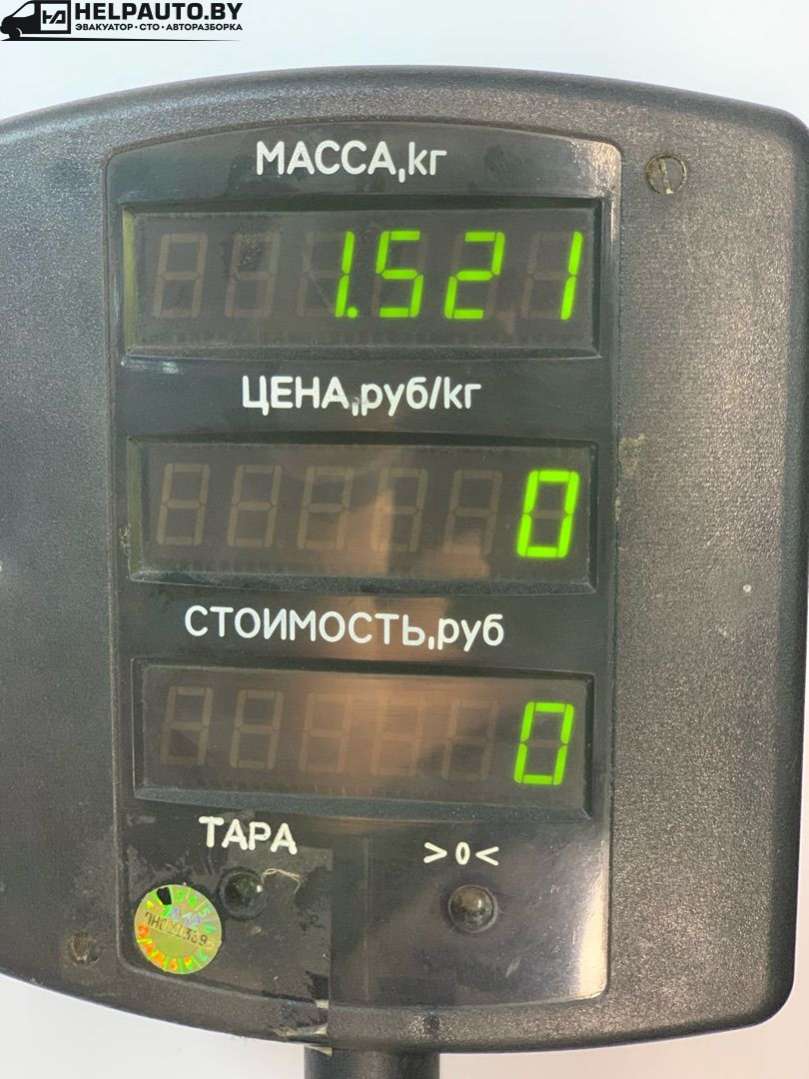 HELPAUTO.BY
ЭВАКУАТОР · СТО · АВТОРАЗБОРКА
МАССА,кг
1.521
ЦЕНА,руб/кг
0
СТОИМОСТЬ,руб
0
ТАРА
>0<